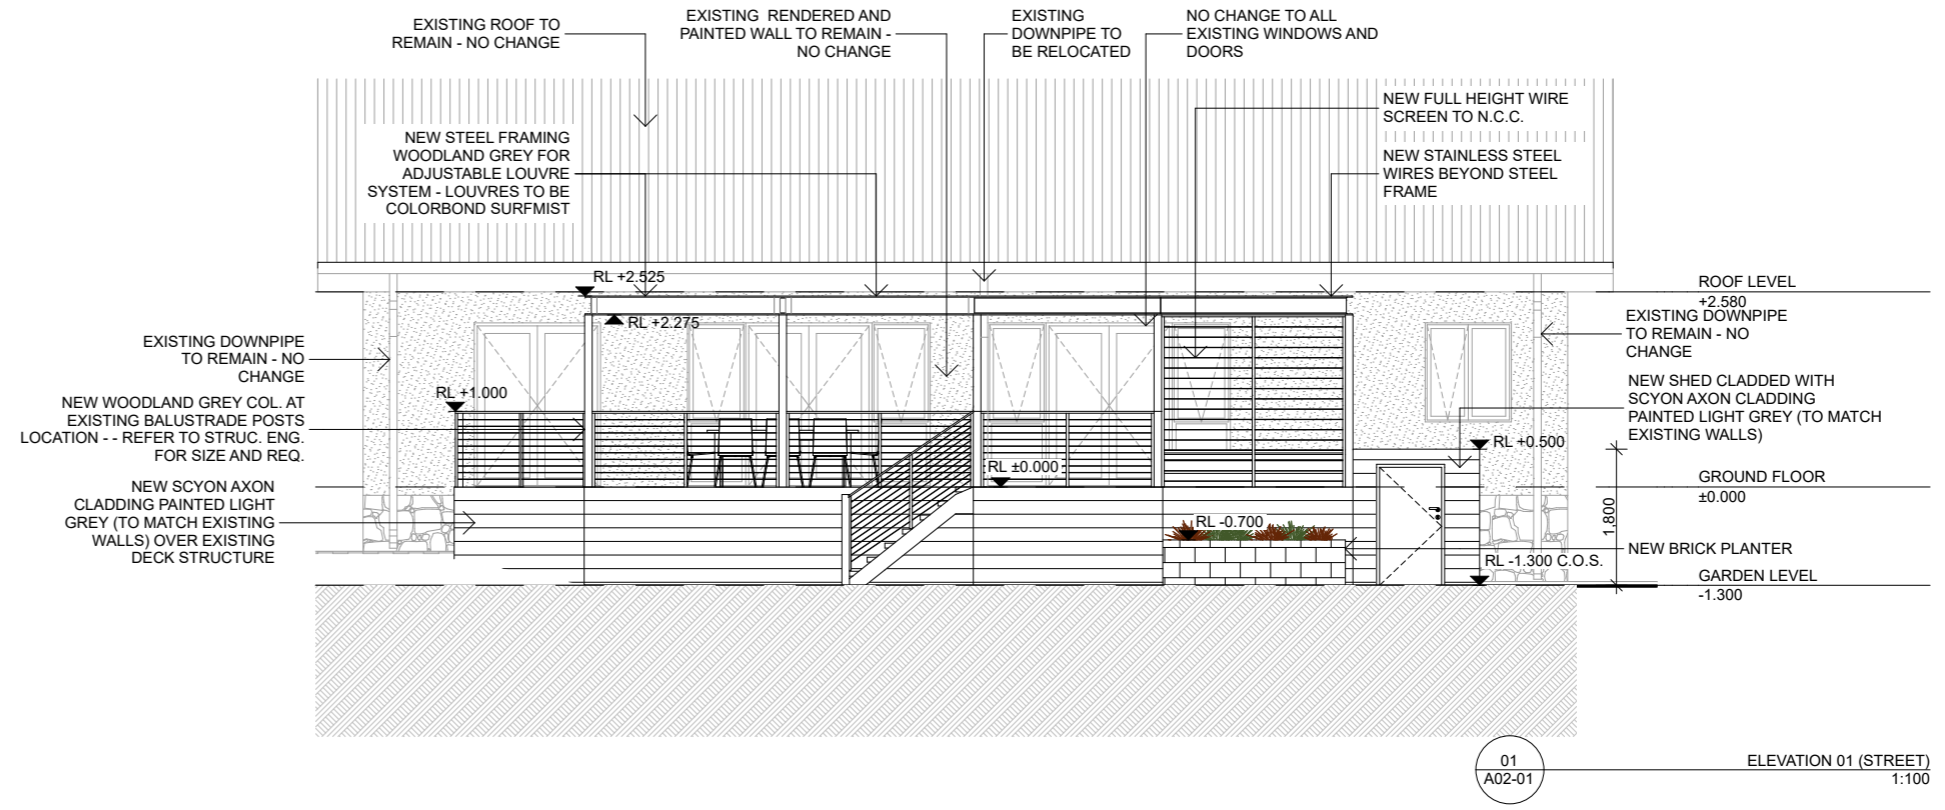 EXISTING ROOF TO
REMAIN - NO CHANGE
EXISTING RENDERED AND
PAINTED WALL TO REMAIN -
NO CHANGE
EXISTING
DOWNPIPE TO
BE RELOCATED
NO CHANGE TO ALL
EXISTING WINDOWS AND
DOORS
NEW FULL HEIGHT WIRE
SCREEN TO N.C.C.
NEW STEEL FRAMING
WOODLAND GREY FOR
ADJUSTABLE LOUVRE
SYSTEM - LOUVRES TO BE
COLORBOND SURFMIST
NEW STAINLESS STEEL
WIRES BEYOND STEEL
FRAME
RL +2.525
ROOF LEVEL
+2.580
RL +2.275
EXISTING DOWNPIPE
TO REMAIN - NO
CHANGE
EXISTING DOWNPIPE
TO REMAIN - NO
CHANGE
RL +1.000
NEW WOODLAND GREY COL. AT
EXISTING BALUSTRADE POSTS
LOCATION - - REFER TO STRUC. ENG.
FOR SIZE AND REQ.
NEW SHED CLADDED WITH
SCYON AXON CLADDING
PAINTED LIGHT GREY (TO MATCH
EXISTING WALLS)
RL +0.500
RL ±0.000
GROUND FLOOR
±0.000
NEW SCYON AXON
CLADDING PAINTED LIGHT
GREY (TO MATCH EXISTING
WALLS) OVER EXISTING
DECK STRUCTURE
RL -0.700
1,800
NEW BRICK PLANTER
RL -1.300 C.O.S.
GARDEN LEVEL
-1.300
01
A02-01
ELEVATION 01 (STREET)
1:100